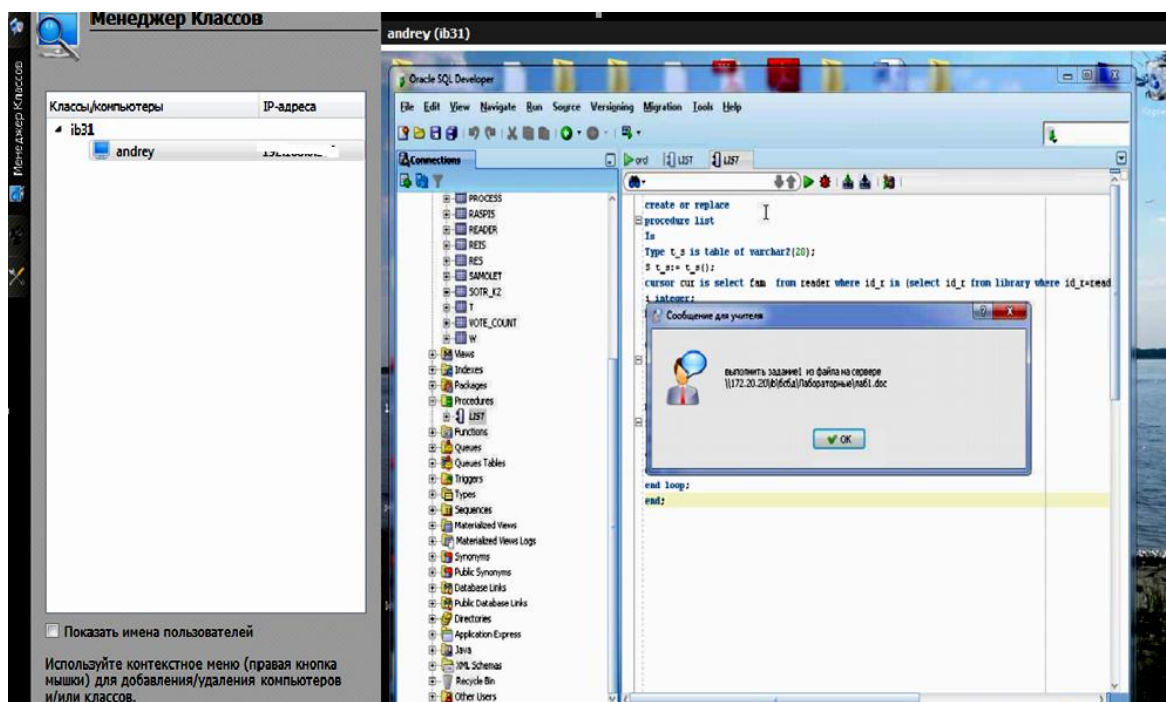 Менеджер Классов
Менеджер Классов
Классы/компьютеры IP-адреса
ib31
andrey
Показать имена пользователей
Используйте контекстное меню (правая кнопка
мышки) для добавления/удаления компьютеров
и/или классов.
andrey (ib31)
Oracle SQL Developer
File Edit View Navigate Run Source Versioning Migration Tools Help
Connections
PROCESS
RASPIS
READER
REIS
RES
SAMOLET
SOTR_K2
T
VOTE_COUNT
W
Views
Indexes
Packages
Procedures
LIST
Functions
Queues
Queues Tables
Triggers
Types
Sequences
Materialized Views
Materialized Views Logs
Synonyms
Public Synonyms
Database Links
Public Database Links
Directories
Application Express
Java
XML Schemas
Recycle Bin
Other Users
ord LIST LIST
create or replace
procedure list
Is
Type t_s is table of varchar2(20);
S t_s:= t_s();
cursor cur is select fam from reader where id_r in (select id_r from library where id_r=read
i integer;
Сообщение для учителя
выполнить задание1 из файла на сервере
\\172.20.20\ib\бсбд\Лабораторные\лаб1.doc
OK
end loop;
end;